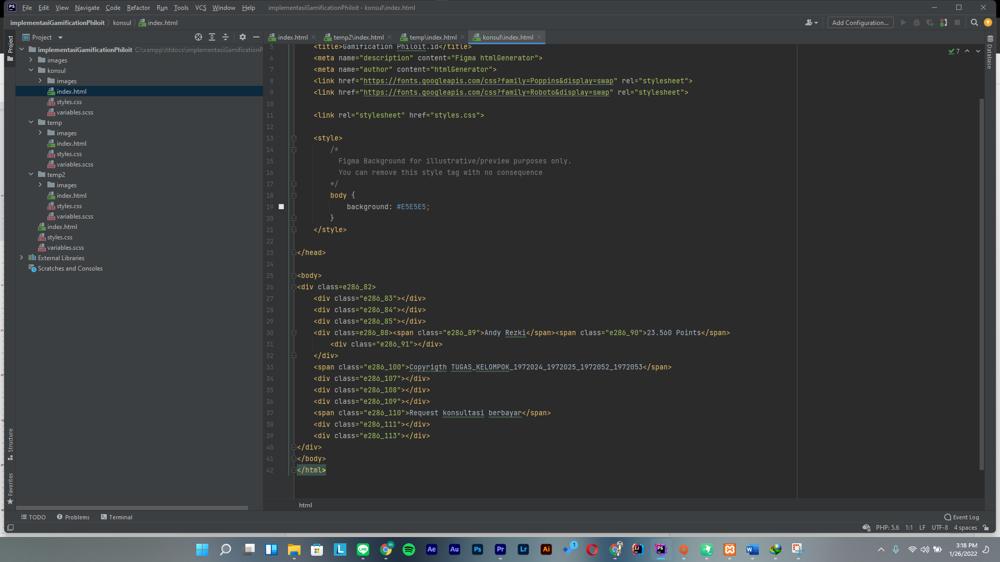 PS File Edit View Navigate Code Refactor Run Tools VCS Window Help implementasiGamificationPhiloit - konsul\index.html
implementasiGamificationPhiloit konsul index.html Add Configuration...
Project
index.html temp2\index.html temp\index.html konsul\index.html
Project
Structure
Favorites
Database
implementasiGamificationPhiloit C:\xampp\htdocs\implementasiGamificationP
images
konsul
images
index.html
styles.css
variables.scss
temp
images
index.html
styles.css
variables.scss
temp2
images
index.html
styles.css
variables.scss
index.html
styles.css
variables.scss
External Libraries
Scratches and Consoles
7
5 <title>Gamification Philoit.id</title>
6 <meta name="description" content="Figma htmlGenerator">
7 <meta name="author" content="htmlGenerator">
8 <link href="https://fonts.googleapis.com/css?family=Poppins&display=swap" rel="stylesheet">
9 <link href="https://fonts.googleapis.com/css?family=Roboto&display=swap" rel="stylesheet">
10
11 <link rel="stylesheet" href="styles.css">
12
13 <style>
14 /*
15 Figma Background for illustrative/preview purposes only.
16 You can remove this style tag with no consequence
17 */
18 body {
19 background: #E5E5E5;
20 }
21 </style>
22
23 </head>
24
25 <body>
26 <div class=e286_82>
27 <div class="e286_83"></div>
28 <div class="e286_84"></div>
29 <div class="e286_85"></div>
30 <div class=e286_88><span class="e286_89">Andy Rezki</span><span class="e286_90">23.560 Points</span>
31 <div class="e286_91"></div>
32 </div>
33 <span class="e286_100">Copyrigth TUGAS_KELOMPOK_1972024_1972025_1972052_1972053</span>
34 <div class="e286_107"></div>
35 <div class="e286_108"></div>
36 <div class="e286_109"></div>
37 <span class="e286_110">Request konsultasi berbayar</span>
38 <div class="e286_111"></div>
39 <div class="e286_113"></div>
40 </div>
41 </body>
42 </html>
html
TODO Problems Terminal Event Log
PHP: 5.6 1:1 LF UTF-8 4 spaces
L LINE m Ae Au Ps Pr Lr Ai 1 IJ PS W
3:18 PM
1/26/2022